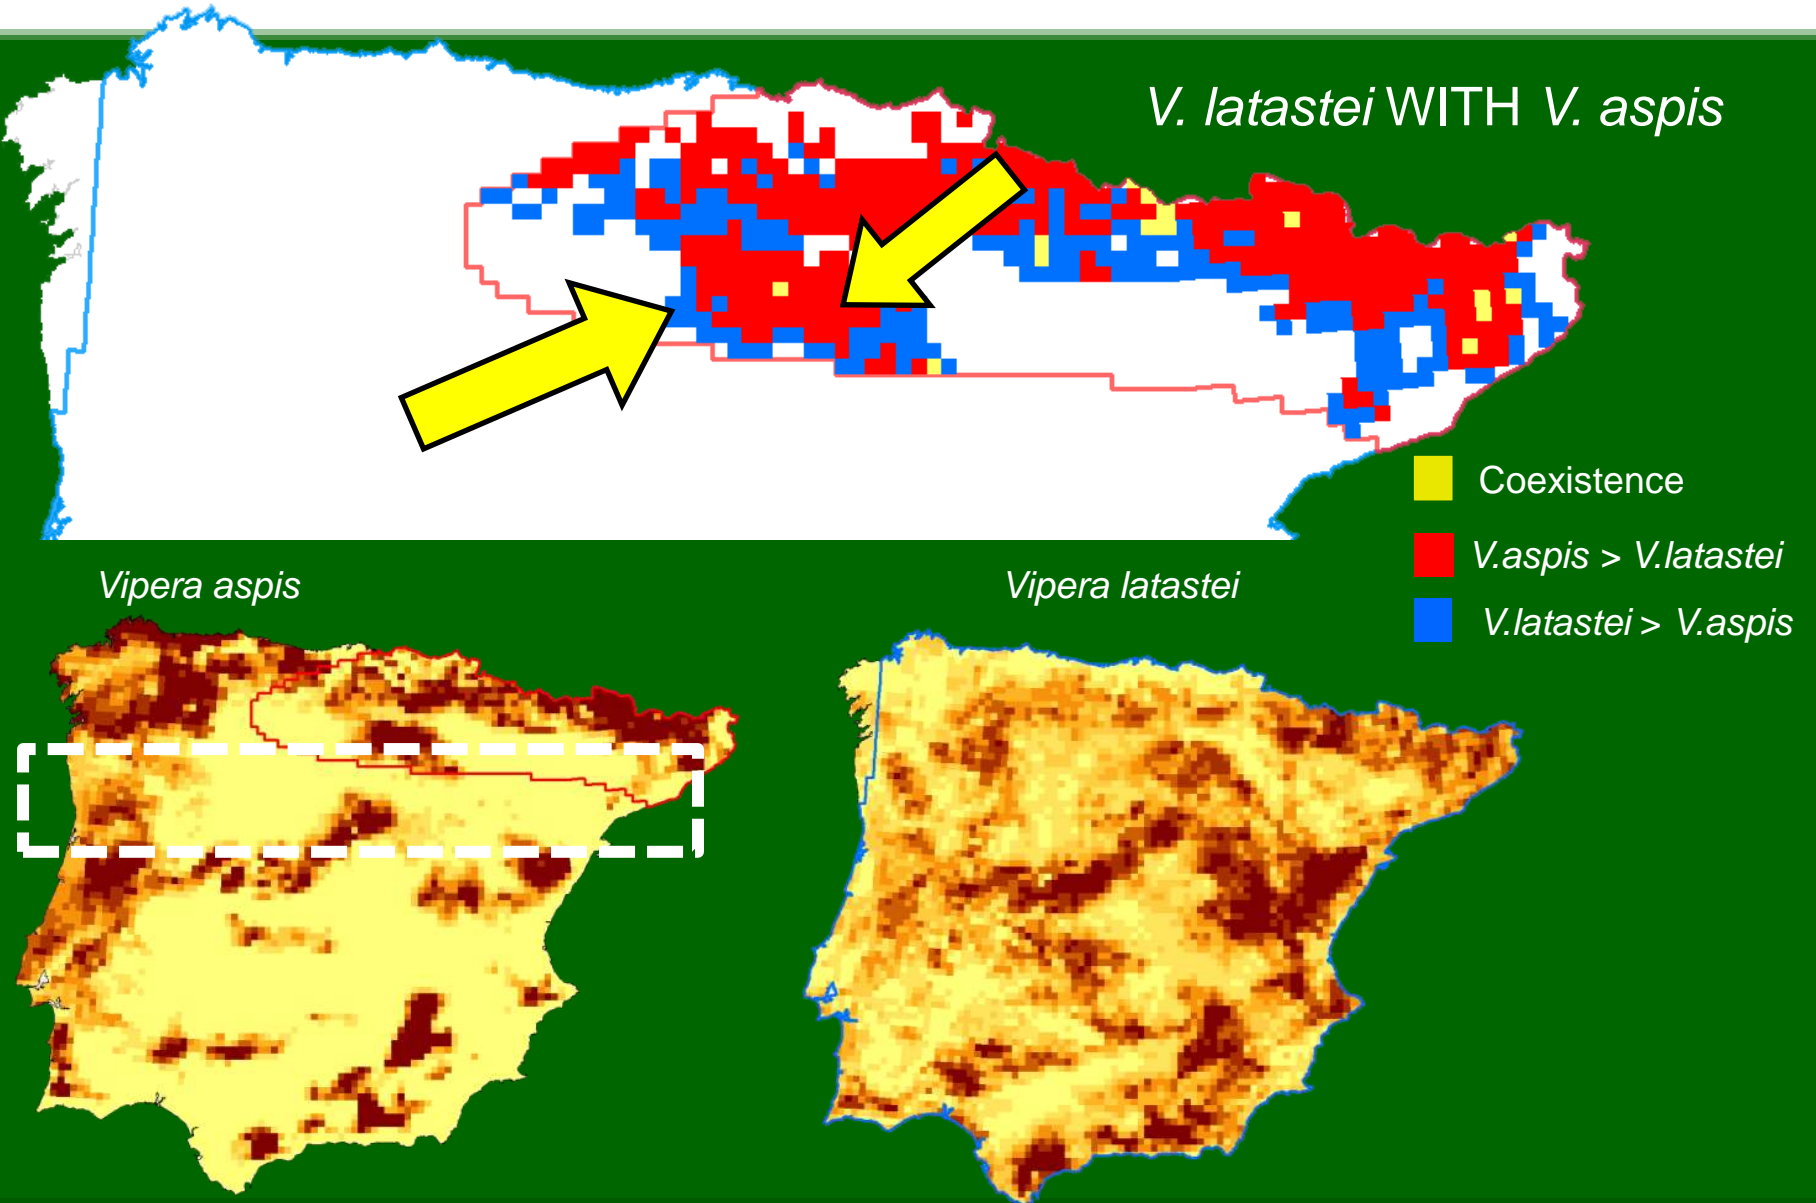 V. latastei WITH V. aspis
Coexistence
V.aspis > V.latastei
V.latastei > V.aspis
Vipera aspis
Vipera latastei